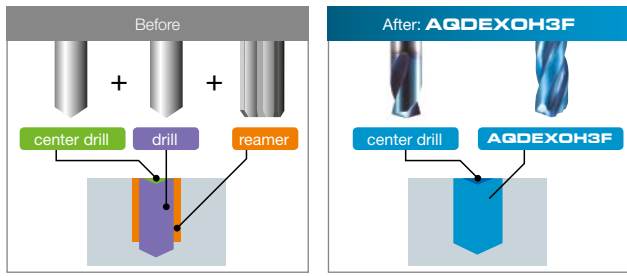 Before
+ +
center drill drill reamer
After: AQDEXOH3F
center drill AQDEXOH3F